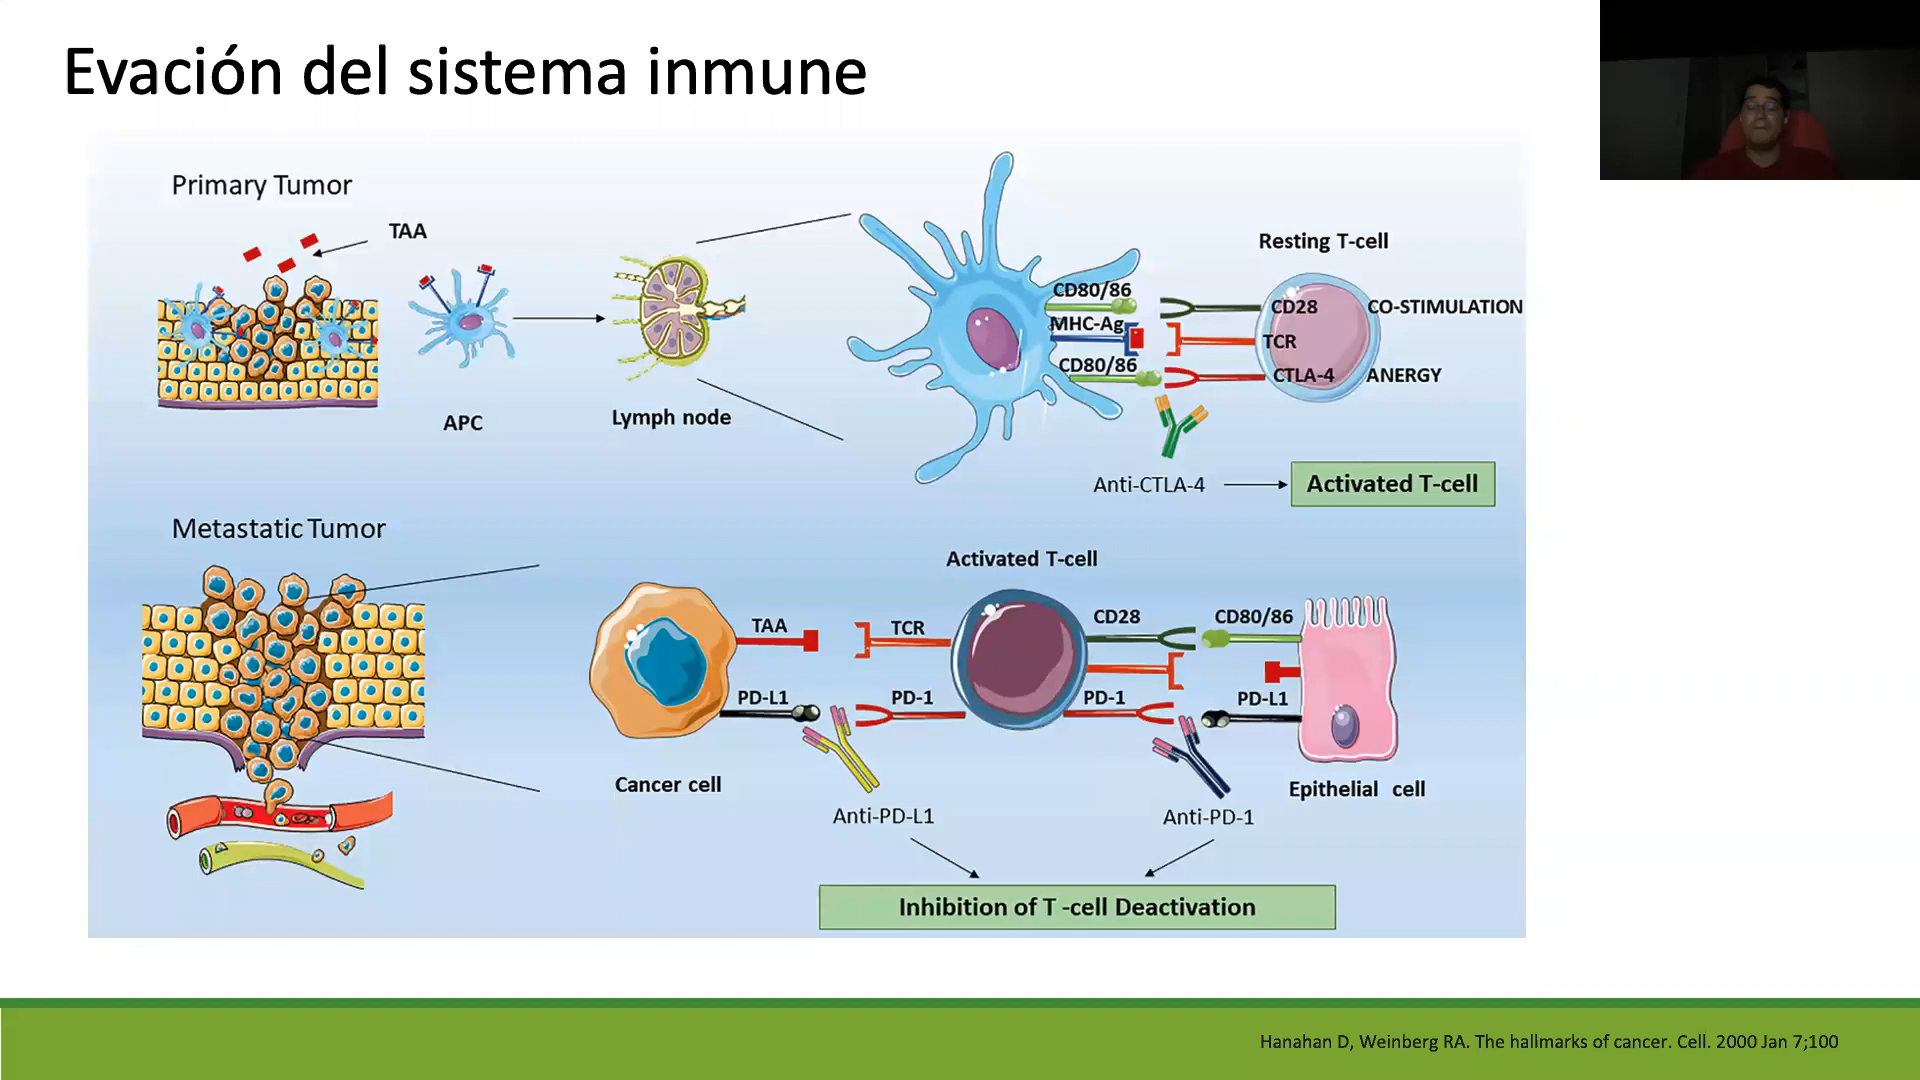 Evación del sistema inmune
Primary Tumor
TAA
APC
Lymph node
Resting T-cell
CD80/86
CD28
CO-STIMULATION
MHC-Ag
TCR
CD80/86
CTLA-4
ANERGY
Anti-CTLA-4
Activated T-cell
Metastatic Tumor
Activated T-cell
TAA
TCR
CD28
CD80/86
PD-L1
PD-1
PD-1
PD-L1
Cancer cell
Epithelial cell
Anti-PD-L1
Anti-PD-1
Inhibition of T -cell Deactivation
Hanahan D, Weinberg RA. The hallmarks of cancer. Cell. 2000 Jan 7;100